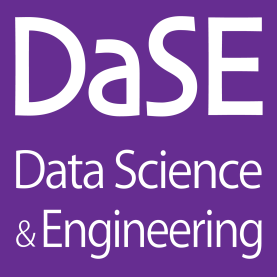 DaSE
Data Science
& Engineering